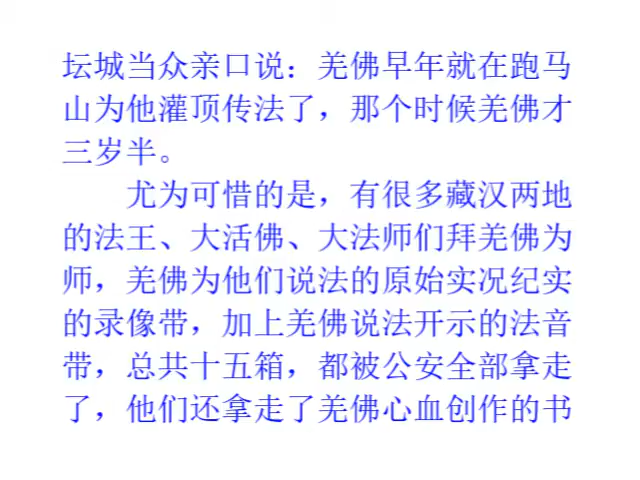 坛城当众亲口说：羌佛早年就在跑马
山为他灌顶传法了，那个时候羌佛才
三岁半。
尤为可惜的是，有很多藏汉两地
的法王、大活佛、大法师们拜羌佛为
师，羌佛为他们说法的原始实况纪实
的录像带，加上羌佛说法开示的法音
带，总共十五箱，都被公安全部拿走
了，他们还拿走了羌佛心血创作的书